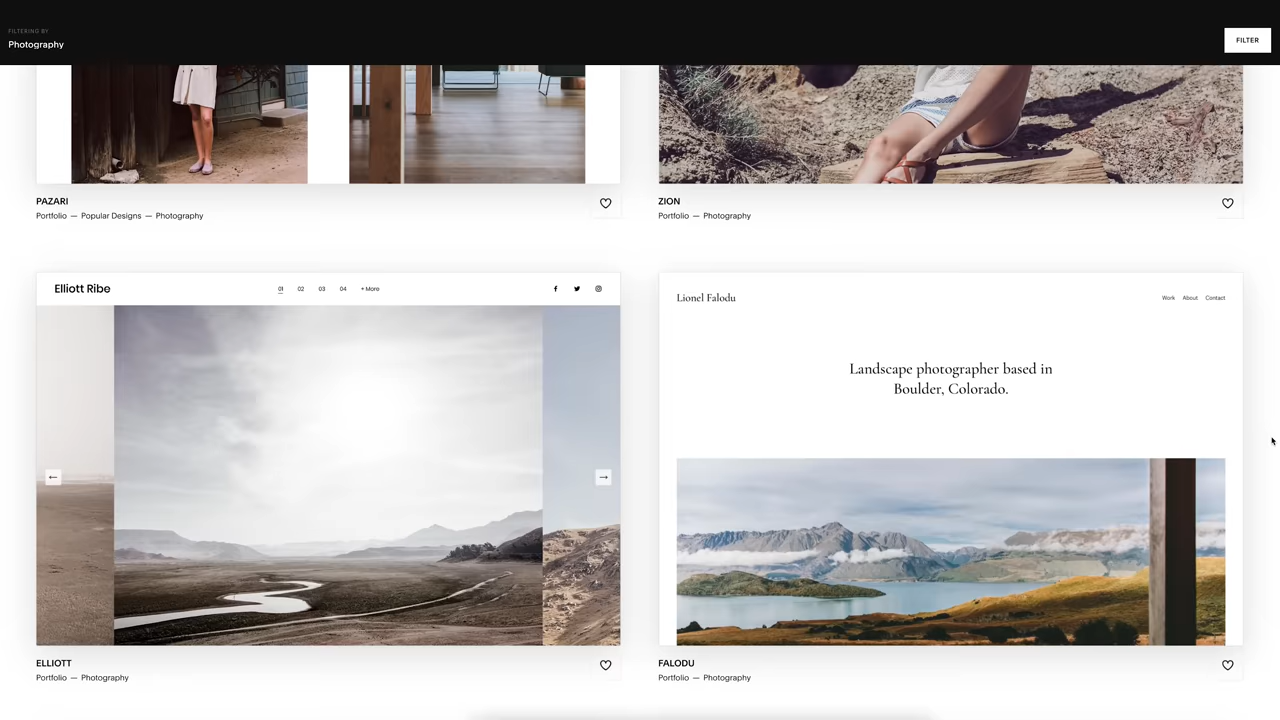 FILTERING BY
Photography
FILTER
PAZARI
Portfolio — Popular Designs — Photography
ZION
Portfolio — Photography
Elliott Ribe
01 02 03 04 + More
Lionel Falodu
Work About Contact
Landscape photographer based in
Boulder, Colorado.
ELLIOTT
Portfolio — Photography
FALODU
Portfolio — Photography